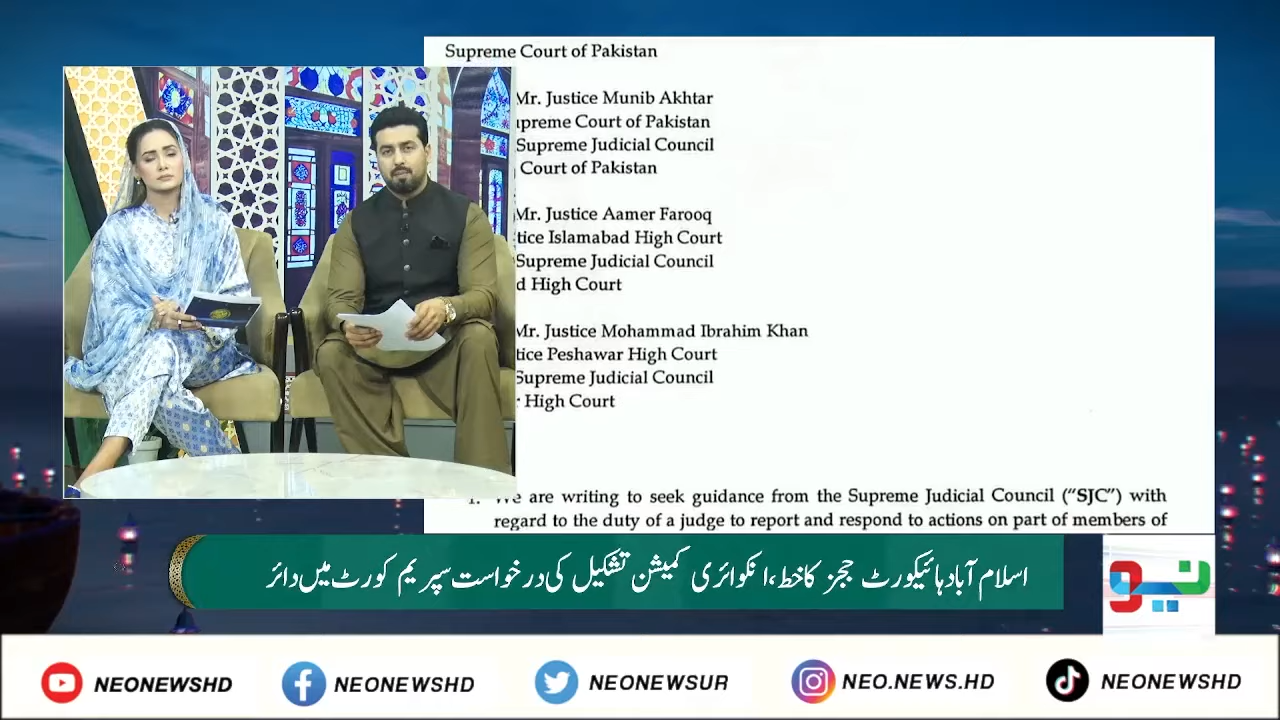 Supreme Court of Pakistan
Mr. Justice Munib Akhtar
upreme Court of Pakistan
Supreme Judicial Council
Court of Pakistan
Mr. Justice Aamer Farooq
tice Islamabad High Court
Supreme Judicial Council
d High Court
Mr. Justice Mohammad Ibrahim Khan
tice Peshawar High Court
Supreme Judicial Council
r High Court
1. We are writing to seek guidance from the Supreme Judicial Council (“SJC”) with
regard to the duty of a judge to report and respond to actions on part of members of
اسلام آباد ہائیکورٹ ججز کا خط، انکوائری کمیشن تشکیل کی درخواست سپریم کورٹ میں دائر
نیو
NEONEWSHD NEONEWSHD NEONEWSUR NEO.NEWS.HD NEONEWSHD